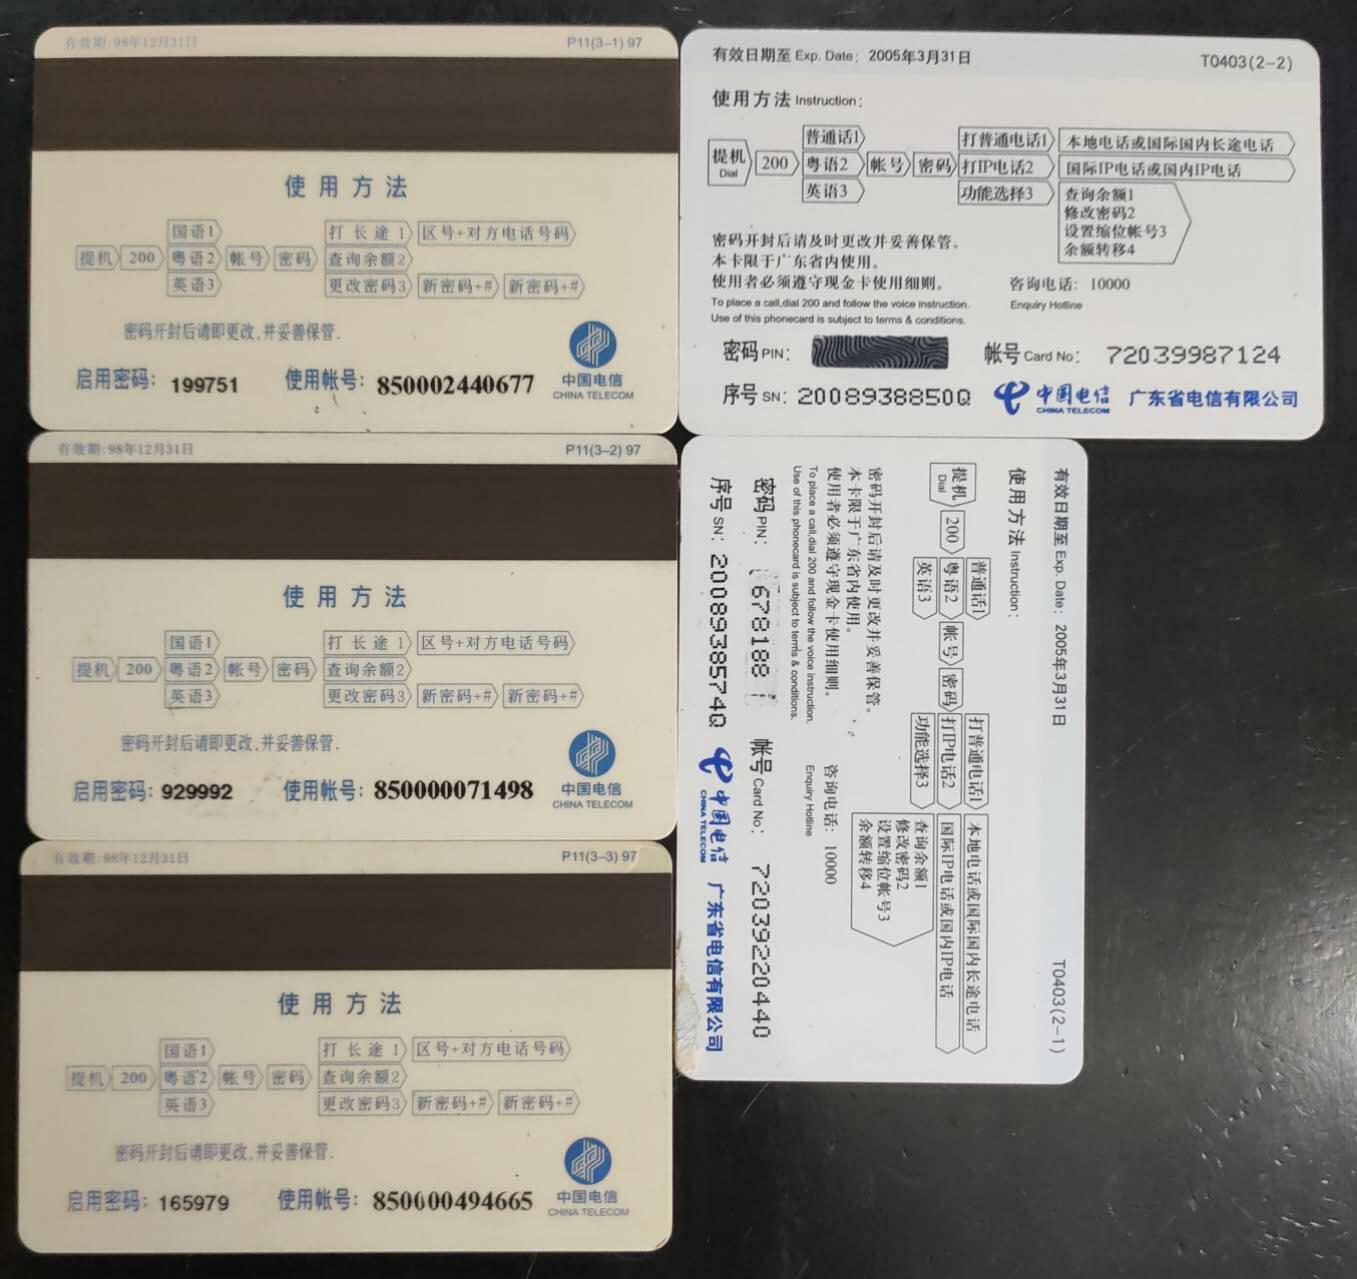 有效期:98年12月31日 P11(3-1) 97
使用方法
国语1 打长途1 区号+对方电话号码
提机 200 粤语2 帐号 密码 查询余额2
英语3 更改密码3 新密码+# 新密码+#
密码开封后请即更改,并妥善保管.
启用密码: 199751 使用帐号: 850002440677
中国电信
CHINA TELECOM
有效期:98年12月31日 P11(3-2) 97
使用方法
国语1 打长途1 区号+对方电话号码
提机 200 粤语2 帐号 密码 查询余额2
英语3 更改密码3 新密码+# 新密码+#
密码开封后请即更改,并妥善保管.
启用密码: 929992 使用帐号: 850000071498
中国电信
CHINA TELECOM
有效期:98年12月31日 P11(3-3) 97
使用方法
国语1 打长途1 区号+对方电话号码
提机 200 粤语2 帐号 密码 查询余额2
英语3 更改密码3 新密码+# 新密码+#
密码开封后请即更改,并妥善保管.
启用密码: 165979 使用帐号: 850000494665
中国电信
CHINA TELECOM
有效日期至 Exp. Date: 2005年3月31日 T0403(2-2)
使用方法 Instruction:
普通话1 打普通电话1 本地电话或国际国内长途电话
提机 Dial 200 粤语2 帐号 密码 打IP电话2 国际IP电话或国内IP电话
英语3 功能选择3 查询余额1
修改密码2
设置缩位帐号3
余额转移4
密码开封后请及时更改并妥善保管。
本卡限于广东省内使用。
使用者必须遵守现金卡使用细则。 咨询电话: 10000
To place a call,dial 200 and follow the voice instruction. Enquiry Hotline
Use of this phonecard is subject to terms & conditions.
密码 PIN: 帐号 Card No: 72039987124
序号 SN: 2008938850Q 中国电信 CHINA TELECOM 广东省电信有限公司
有效日期至 Exp. Date: 2005年3月31日 T0403(2-1)
使用方法 Instruction:
普通话1 打普通电话1 本地电话或国际国内长途电话
提机 Dial 200 粤语2 帐号 密码 打IP电话2 国际IP电话或国内IP电话
英语3 功能选择3 查询余额1
修改密码2
设置缩位帐号3
余额转移4
密码开封后请及时更改并妥善保管。
本卡限于广东省内使用。
使用者必须遵守现金卡使用细则。 咨询电话: 10000
To place a call,dial 200 and follow the voice instruction. Enquiry Hotline
Use of this phonecard is subject to terms & conditions.
密码 PIN: 678188 帐号 Card No: 72039220440
序号 SN: 2008938574Q 中国电信 CHINA TELECOM 广东省电信有限公司